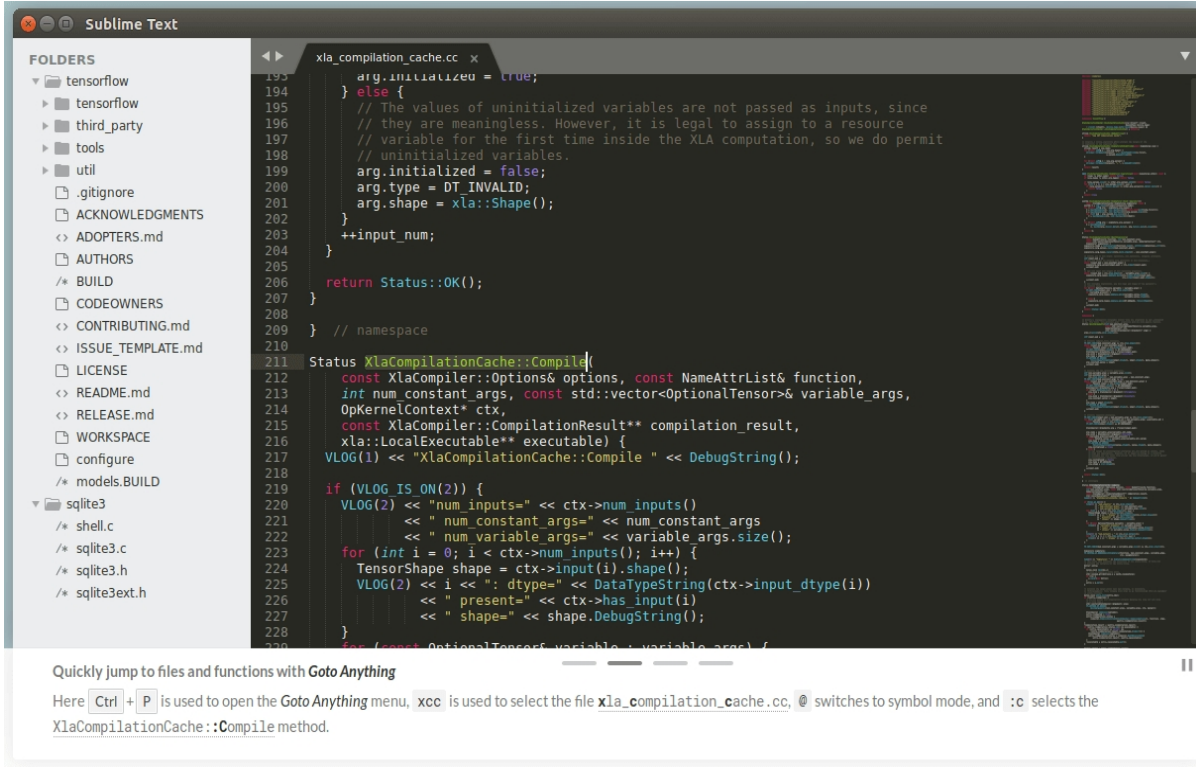 Sublime Text
FOLDERS
tensorflow
tensorflow
third_party
tools
util
.gitignore
ACKNOWLEDGMENTS
<> ADOPTERS.md
AUTHORS
/* BUILD
CODEOWNERS
<> CONTRIBUTING.md
<> ISSUE_TEMPLATE.md
LICENSE
<> README.md
<> RELEASE.md
WORKSPACE
configure
/* models.BUILD
sqlite3
/* shell.c
/* sqlite3.c
/* sqlite3.h
/* sqlite3ext.h
xla_compilation_cache.cc ×
193 arg.initialized = true;
194 } else {
195 // The values of uninitialized variables are not passed as inputs, since
196 // they are meaningless. However, it is legal to assign to a resource
197 // variable for the first time inside the XLA computation, so we do permit
198 // uninitialized variables.
199 arg.initialized = false;
200 arg.type = DT_INVALID;
201 arg.shape = xla::Shape();
202 }
203 ++input_num;
204 }
205
206 return Status::OK();
207 }
208
209 } // namespace
210
211 Status XlaCompilationCache::Compile(
212 const XlaCompiler::Options& options, const NameAttrList& function,
213 int num_constant_args, const std::vector<OptionalTensor>& variable_args,
214 OpKernelContext* ctx,
215 const XlaCompiler::CompilationResult** compilation_result,
216 xla::LocalExecutable** executable) {
217 VLOG(1) << "XlaCompilationCache::Compile " << DebugString();
218
219 if (VLOG_IS_ON(2)) {
220 VLOG(2) << "num_inputs=" << ctx->num_inputs()
221 << " num_constant_args=" << num_constant_args
222 << " num_variable_args=" << variable_args.size();
223 for (int i = 0; i < ctx->num_inputs(); i++) {
224 TensorShape shape = ctx->input(i).shape();
225 VLOG(2) << i << ": dtype=" << DataTypeString(ctx->input_dtype(i))
226 << " present=" << ctx->has_input(i)
227 << " shape=" << shape.DebugString();
228 }
229 for (const OptionalTensor& variable : variable_args) {
Quickly jump to files and functions with Goto Anything
Here Ctrl + P is used to open the Goto Anything menu, xcc is used to select the file xla_compilation_cache.cc, @ switches to symbol mode, and :c selects the
XlaCompilationCache::Compile method.